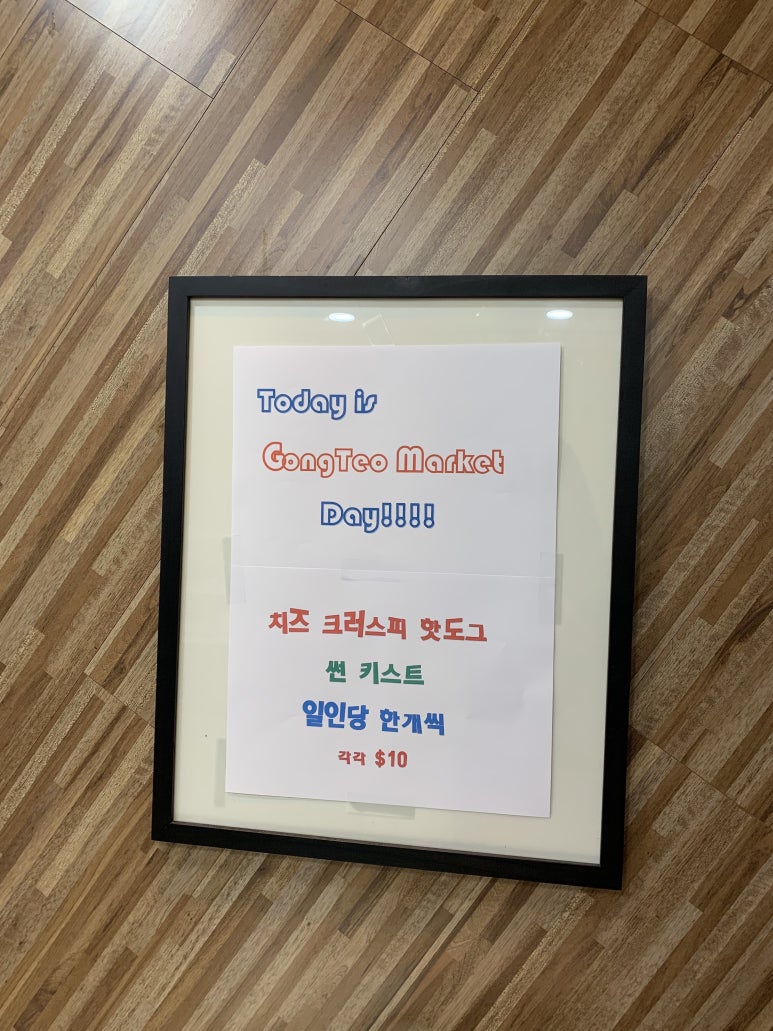 Today is
GongTeo Market
Day!!!!
치즈 크러스피 핫도그
썬 키스트
일인당 한개씩
각각 $10